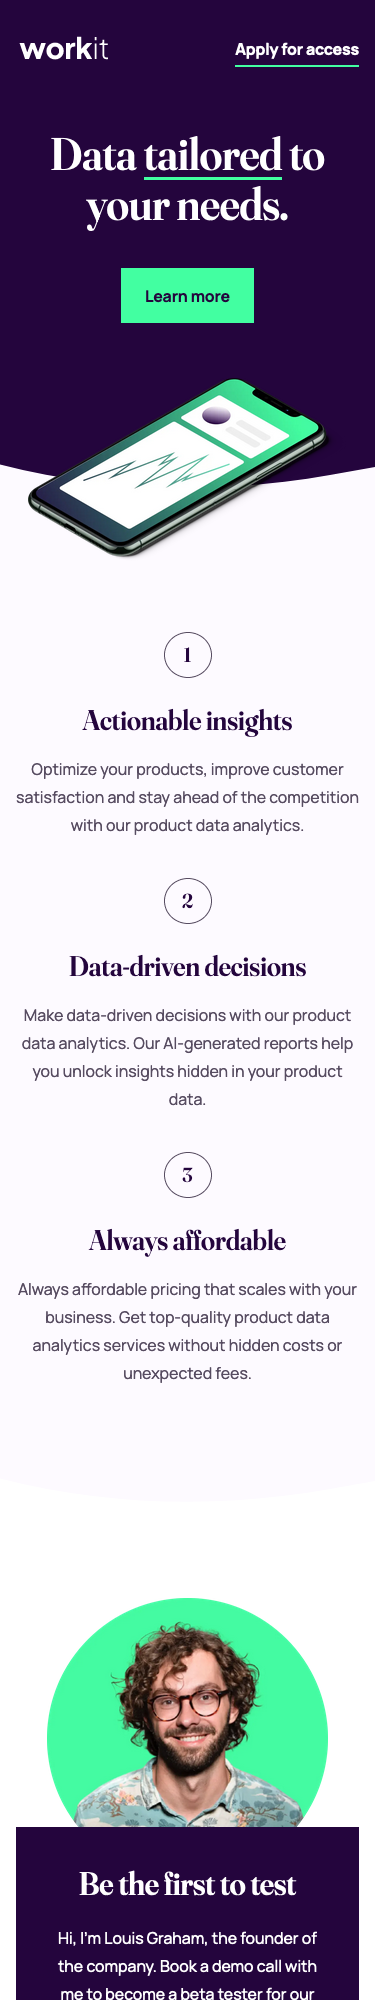 workit
Apply for access
Data tailored to
your needs.
Learn more
1
Actionable insights
Optimize your products, improve customer
satisfaction and stay ahead of the competition
with our product data analytics.
2
Data-driven decisions
Make data-driven decisions with our product
data analytics. Our AI-generated reports help
you unlock insights hidden in your product
data.
3
Always affordable
Always affordable pricing that scales with your
business. Get top-quality product data
analytics services without hidden costs or
unexpected fees.
Be the first to test
Hi, I'm Louis Graham, the founder of
the company. Book a demo call with
me to become a beta tester for our